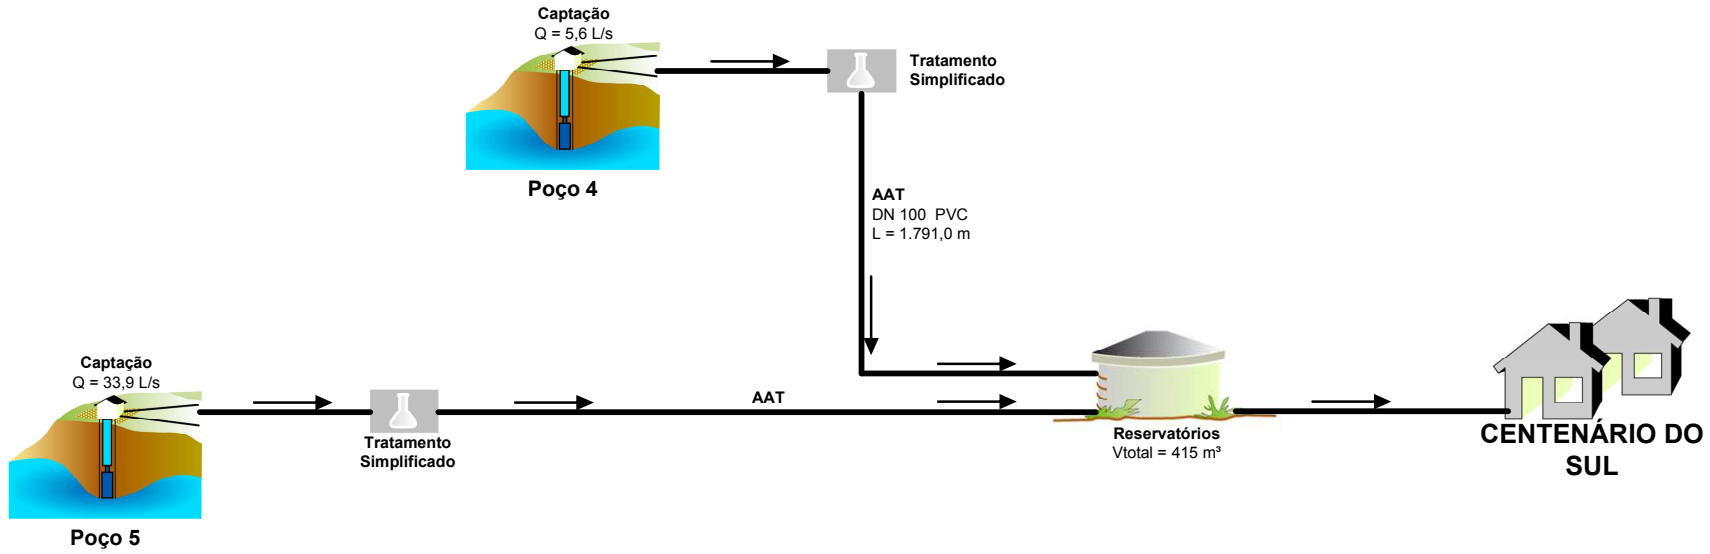 Captação
Q = 5,6 L/s
Tratamento
Simplificado
Poço 4
AAT
DN 100  PVC
L = 1.791,0 m
Captação
Q = 33,9 L/s
Tratamento
Simplificado
Poço 5
AAT
Reservatórios
Vtotal = 415 m³
CENTENÁRIO DO
SUL